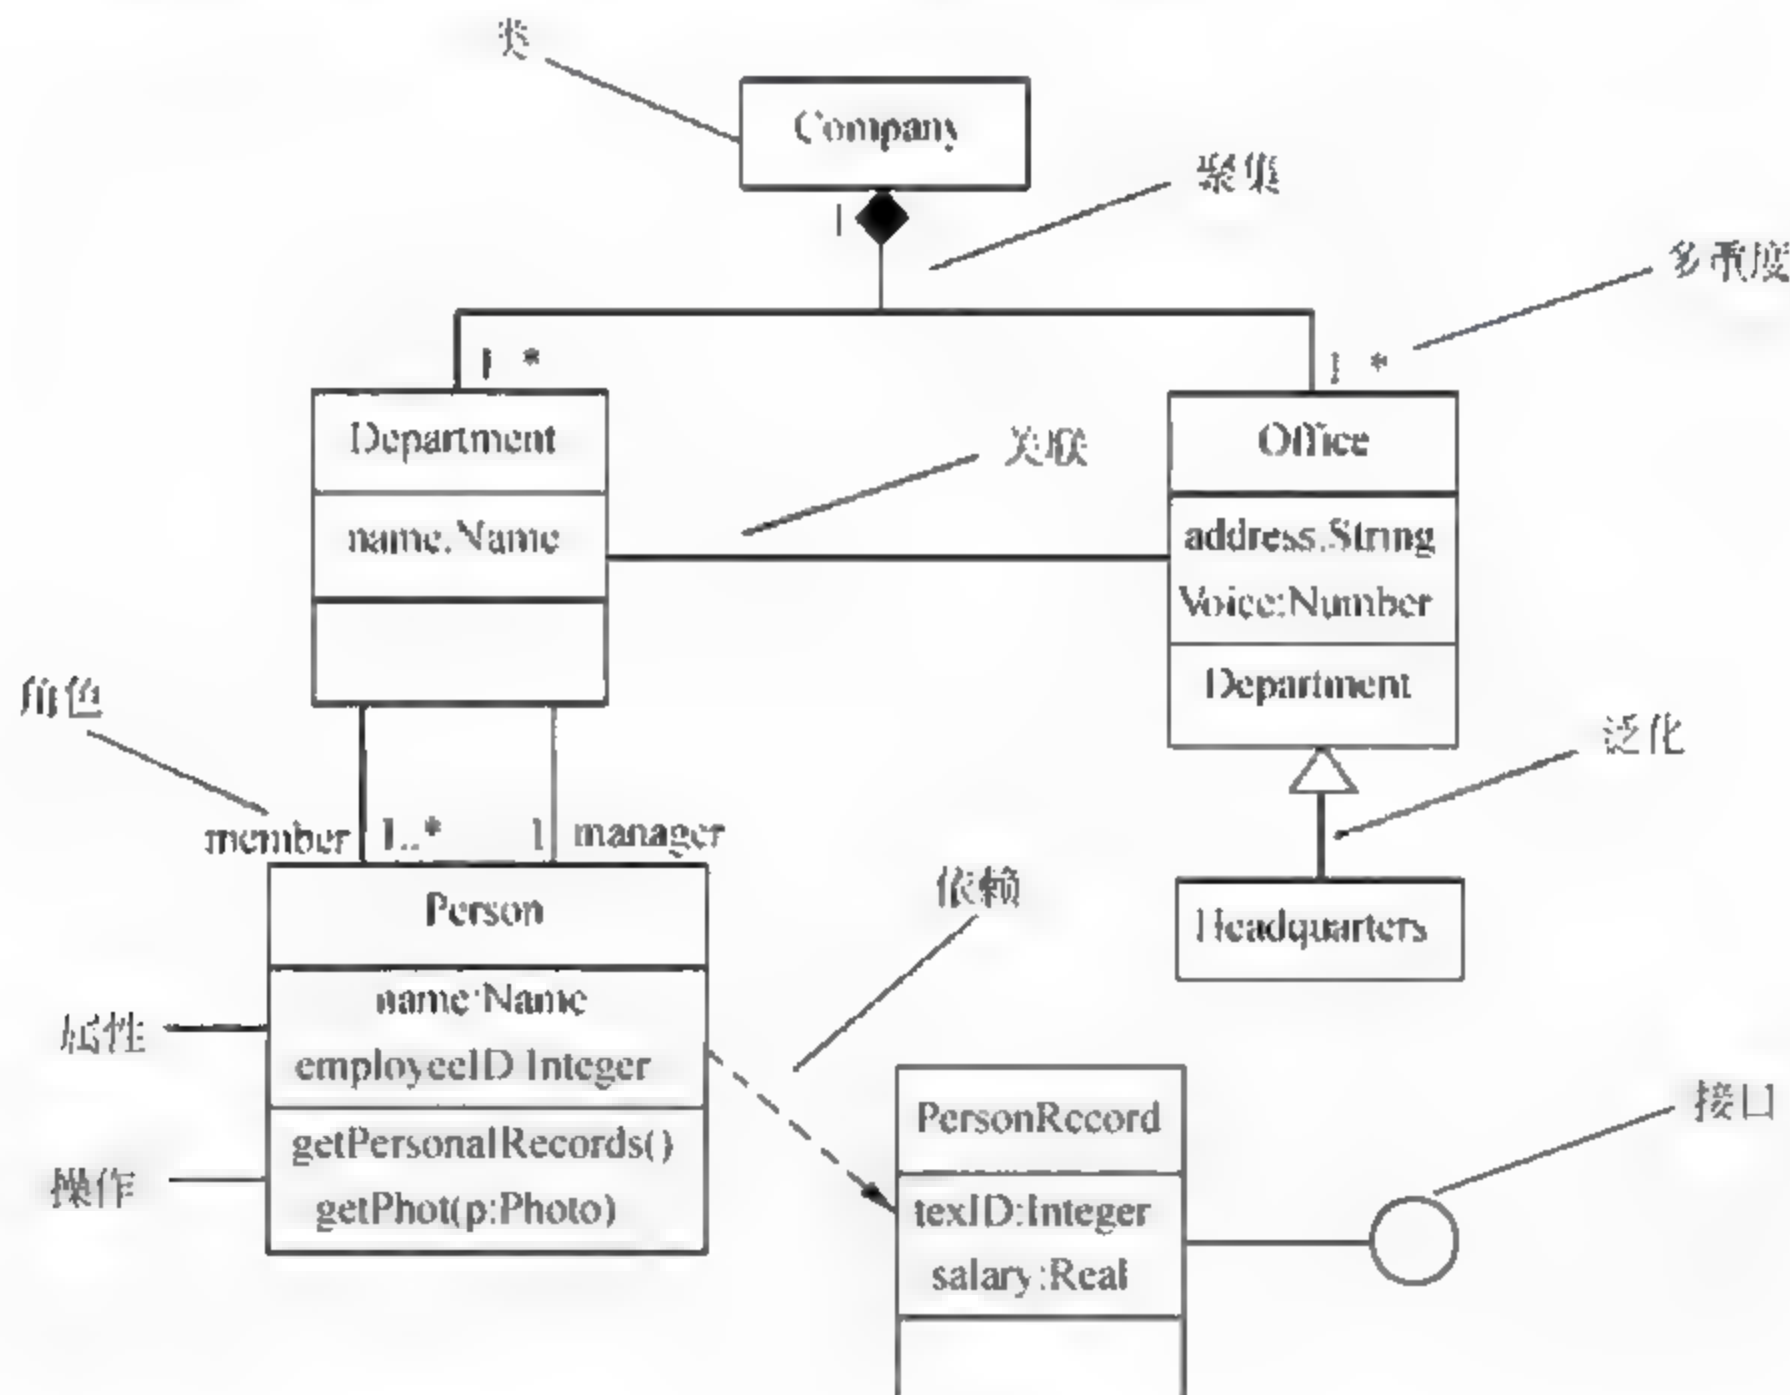 类
Company
聚集
1
多重度
1 *
1 *
Department
Office
关联
name:Name
address:String
Voice:Number
Department
角色
泛化
member
1..*
1
manager
依赖
Person
Headquarters
name:Name
属性
employeeID Integer
PersonRecord
接口
getPersonalRecords()
操作
getPhot(p:Photo)
texID:Integer
salary:Real